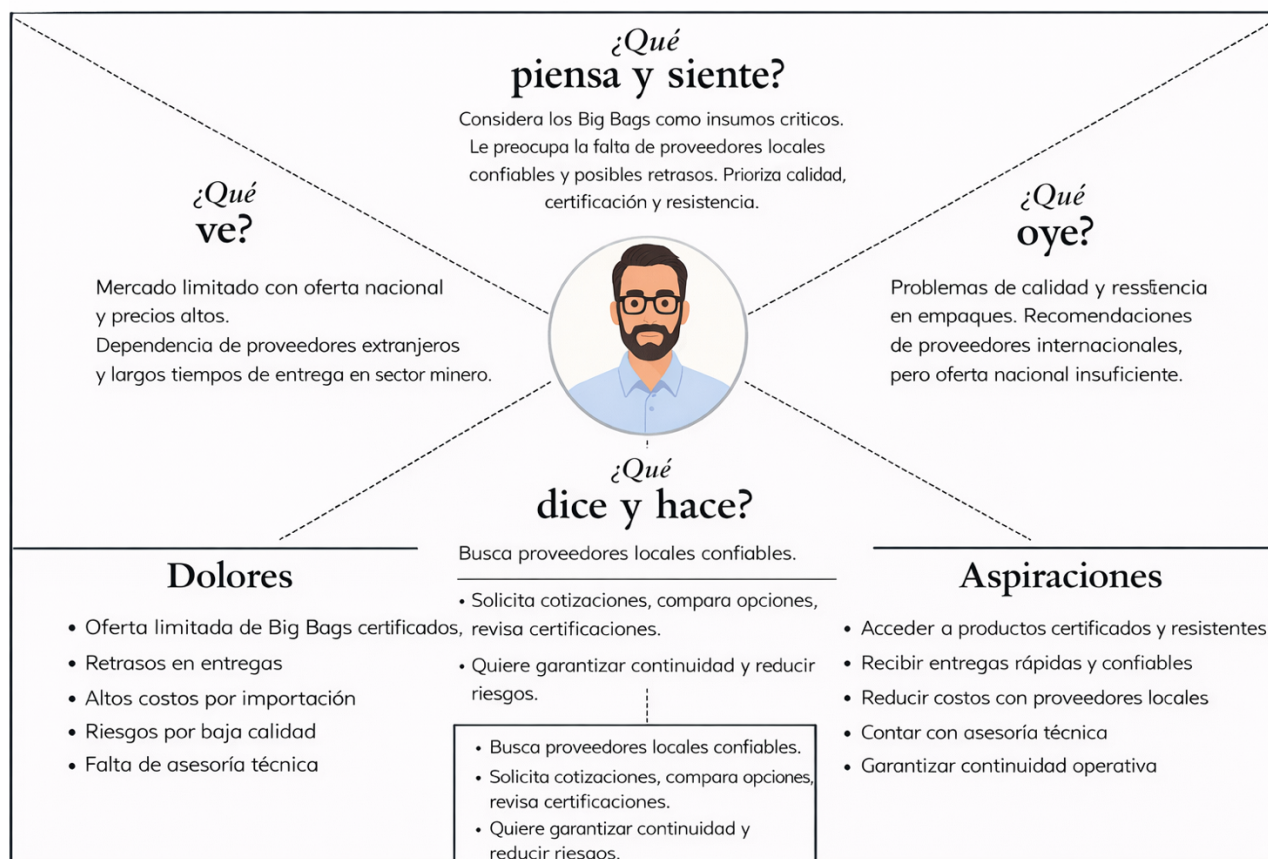 ¿Qué
piensa y siente?
Considera los Big Bags como insumos criticos.
Le preocupa la falta de proveedores locales
confiables y posibles retrasos. Prioriza calidad,
certificación y resistencia.
¿Qué
ve?
Mercado limitado con oferta nacional
y precios altos.
Dependencia de proveedores extranjeros
y largos tiempos de entrega en sector minero.
¿Qué
oye?
Problemas de calidad y
en empaques. Recomendaciones
de proveedores internacionales,
pero oferta nacional insuficiente.
¿Qué
dice y hace?
Busca proveedores locales confiables.
• Solicita cotizaciones, compara opciones,
revisa certificaciones.
• Quiere garantizar continuidad y reducir
riesgos.
• Busca proveedores locales confiables.
• Solicita cotizaciones, compara opciones,
revisa certificaciones.
• Quiere garantizar continuidad y
reducir riesgos.
Dolores
• Oferta limitada de Big Bags certificados,
• Retrasos en entregas
• Altos costos por importación
• Riesgos por baja calidad
• Falta de asesoría técnica
Aspiraciones
• Acceder a productos certificados y resistentes
• Recibir entregas rápidas y confiables
• Reducir costos con proveedores locales
• Contar con asesoría técnica
• Garantizar continuidad operativa